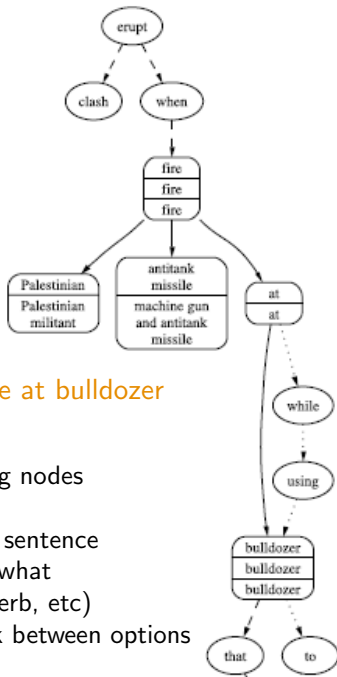 erupt
clash
when
fire
fire
fire
Palestinian
Palestinian
militant
antitank
missile
machine gun
and antitank
missile
at
at
e at bulldozer
while
g nodes
using
sentence
what
erb, etc)
between options
bulldozer
bulldozer
bulldozer
that
to